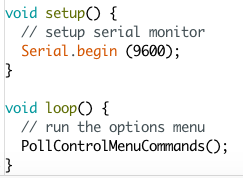 void setup() {
  // setup serial monitor
  Serial.begin (9600);
}

void loop() {
  // run the options menu
  PollControlMenuCommands();
}